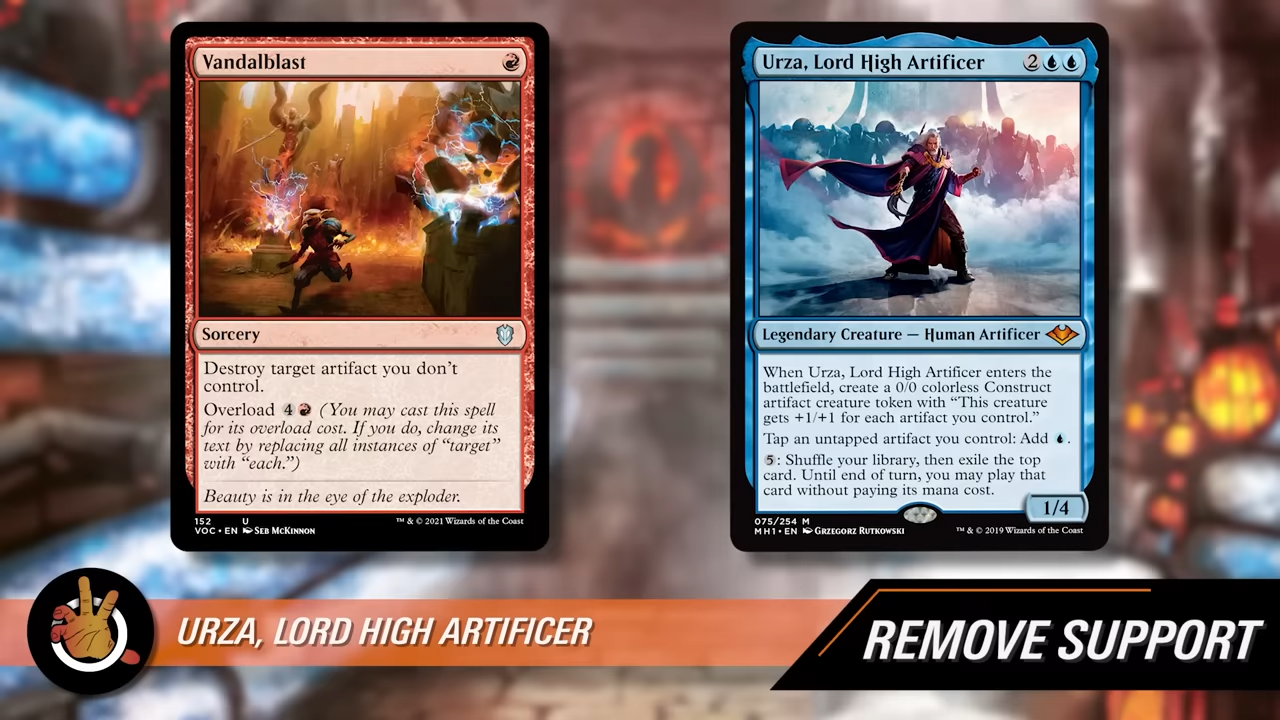 Vandalblast
Sorcery
Destroy target artifact you don't
control.
Overload 4 (You may cast this spell
for its overload cost. If you do, change its
text by replacing all instances of "target"
with "each.")
Beauty is in the eye of the exploder.
152 U
VOC • EN Seb McKinnon
™ & © 2021 Wizards of the Coast
Urza, Lord High Artificer 2
Legendary Creature — Human Artificer
When Urza, Lord High Artificer enters the
battlefield, create a 0/0 colorless Construct
artifact creature token with "This creature
gets +1/+1 for each artifact you control."
Tap an untapped artifact you control: Add .
5: Shuffle your library, then exile the top
card. Until end of turn, you may play that
card without paying its mana cost.
1/4
075/254 M
MH1 • EN Grzegorz Rutkowski
™ & © 2019 Wizards of the Coast
URZA, LORD HIGH ARTIFICER
REMOVE SUPPORT